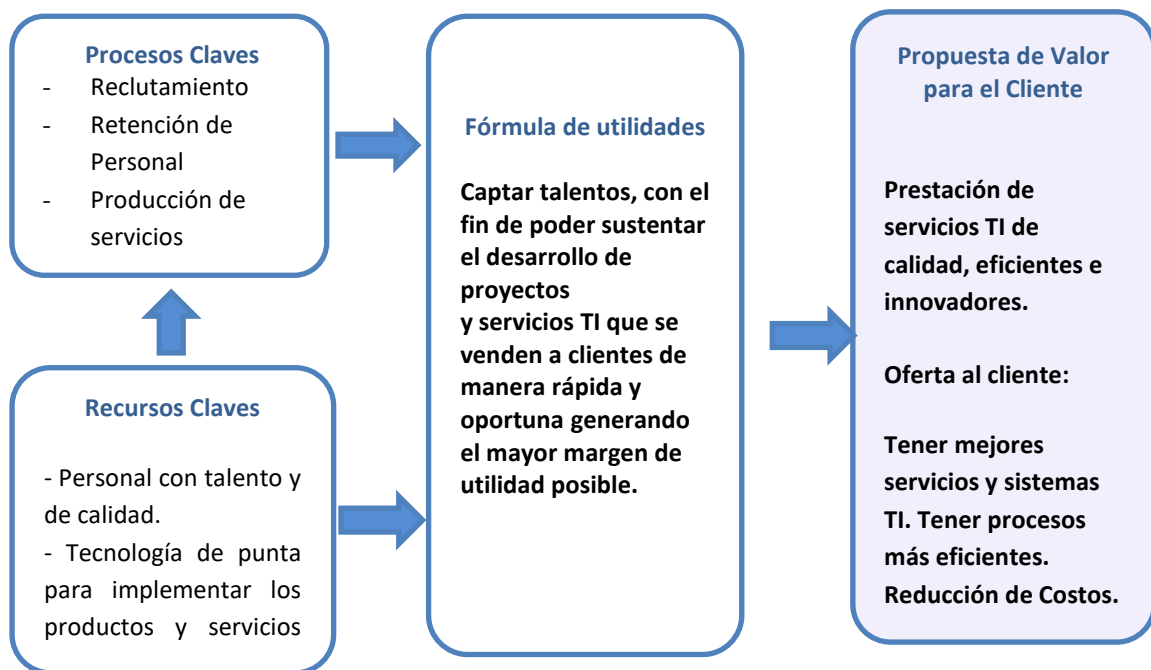 Procesos Claves
- Reclutamiento
- Retención de
Personal
- Producción de
servicios
Recursos Claves
- Personal con talento y
de calidad.
- Tecnología de punta
para implementar los
productos y servicios
Fórmula de utilidades
Captar talentos, con el
fin de poder sustentar
el desarrollo de
proyectos
y servicios TI que se
venden a clientes de
manera rápida y
oportuna generando
el mayor margen de
utilidad posible.
Propuesta de Valor
para el Cliente
Prestación de
servicios TI de
calidad, eficientes e
innovadores.
Oferta al cliente:
Tener mejores
servicios y sistemas
TI. Tener procesos
más eficientes.
Reducción de Costos.